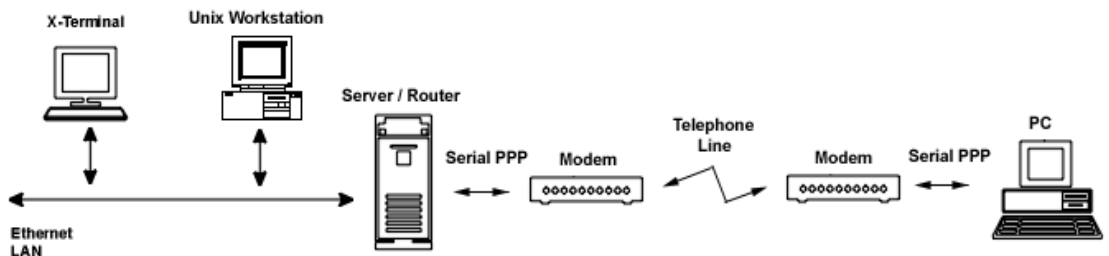 X-Terminal
Unix Workstation
Server / Router
Serial PPP
Modem
Telephone
Line
Modem
Serial PPP
PC
Ethernet
LAN